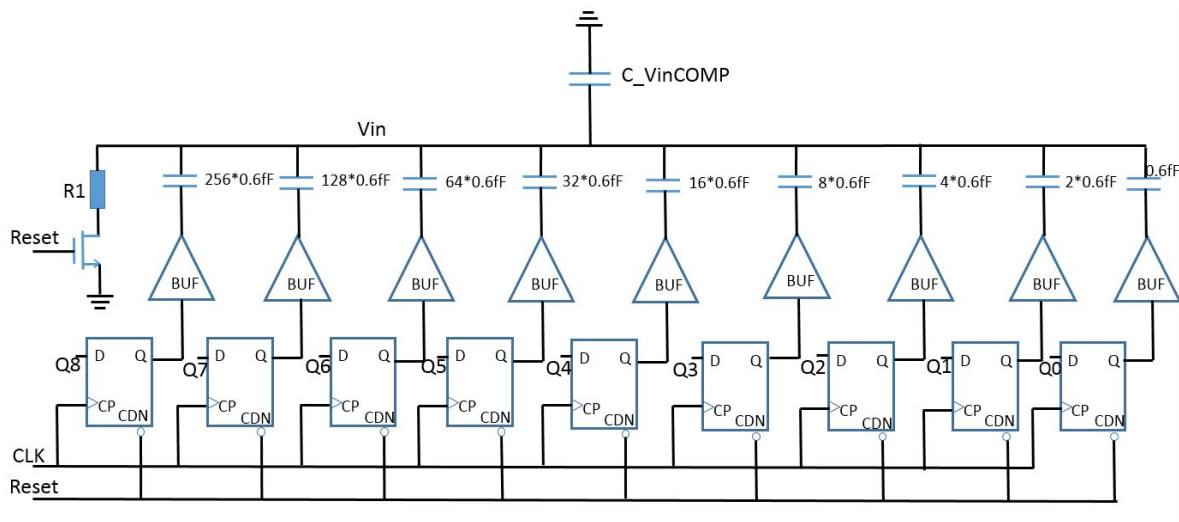 C_VinCOMP
Vin
R1 256*0.6fF 128*0.6fF 64*0.6fF 32*0.6fF 16*0.6fF 8*0.6fF 4*0.6fF 2*0.6fF 0.6fF
Reset
BUF BUF BUF BUF BUF BUF BUF BUF BUF
Q8 D Q Q7 D Q Q6 D Q Q5 D Q Q4 D Q Q3 D Q Q2 D Q Q1 D Q Q0 D Q
CP CP CP CP CP CP CP CP CP
CDN CDN CDN CDN CDN CDN CDN CDN CDN
CLK
Reset